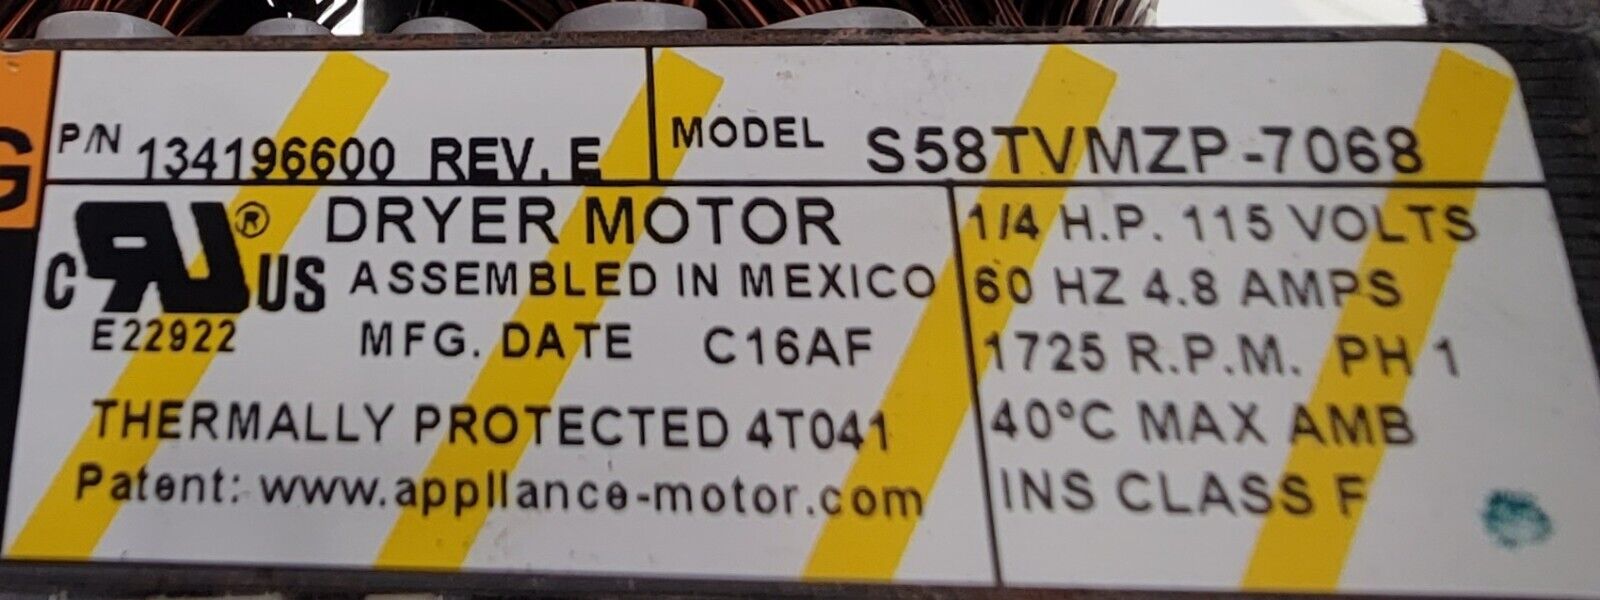 G
P/N 134196600 REV. E
MODEL S58TVMZP-7068
c RU ® US
E22922
DRYER MOTOR
ASSEMBLED IN MEXICO
MFG. DATE C16AF
THERMALLY PROTECTED 4T041
Patent: www.appliance-motor.com
1/4 H.P. 115 VOLTS
60 HZ 4.8 AMPS
1725 R.P.M. PH 1
40°C MAX AMB
INS CLASS F